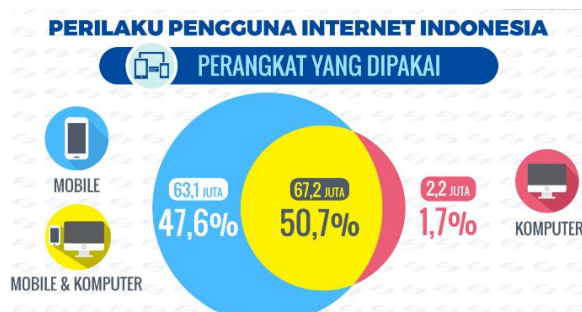 PERILAKU PENGGUNA INTERNET INDONESIA
PERANGKAT YANG DIPAKAI
MOBILE
MOBILE & KOMPUTER
63,1 JUTA
47,6%
67,2 JUTA
50,7%
2,2 JUTA
1,7%
KOMPUTER